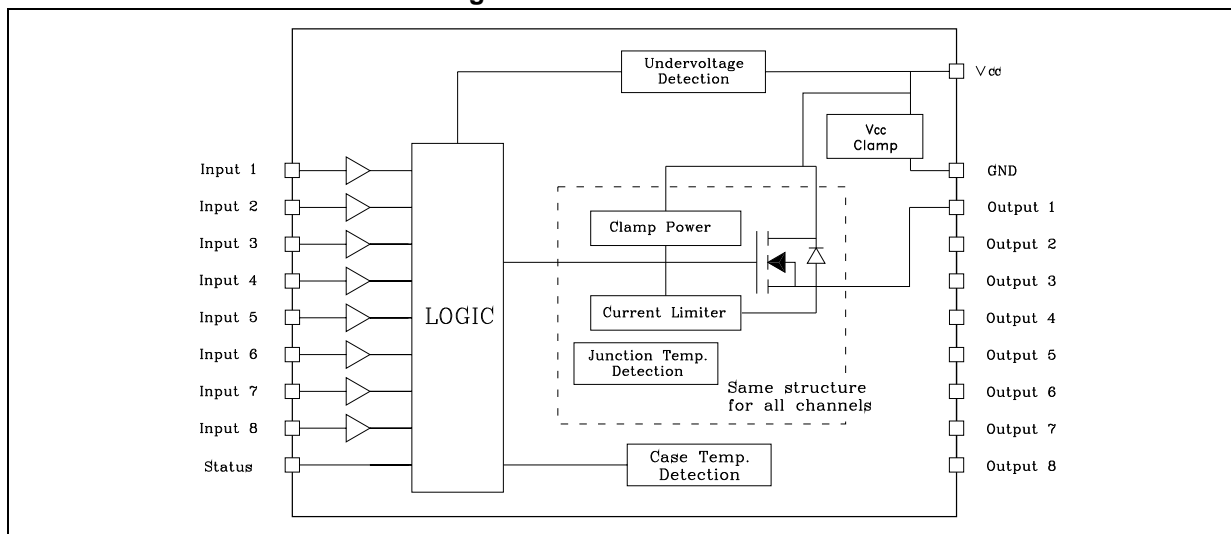 Undervoltage
Detection
Vcc
Vcc
Clamp
Input 1
GND
Input 2
Output 1
Clamp Power
Input 3
Output 2
Input 4
Output 3
LOGIC
Current Limiter
Input 5
Output 4
Input 6
Junction Temp.
Detection
Output 5
Same structure
for all channels
Input 7
Output 6
Input 8
Output 7
Status
Case Temp.
Detection
Output 8